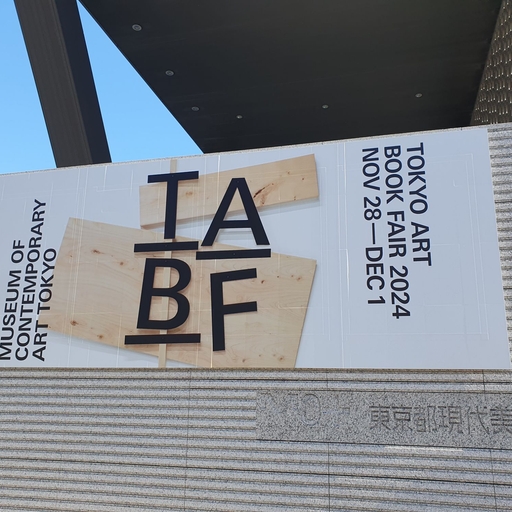 MUSEUM OF
CONTEMPORARY
ART TOKYO
TA
BF
TOKYO ART
BOOK FAIR 2024
NOV 28—DEC 1
東京都現代美